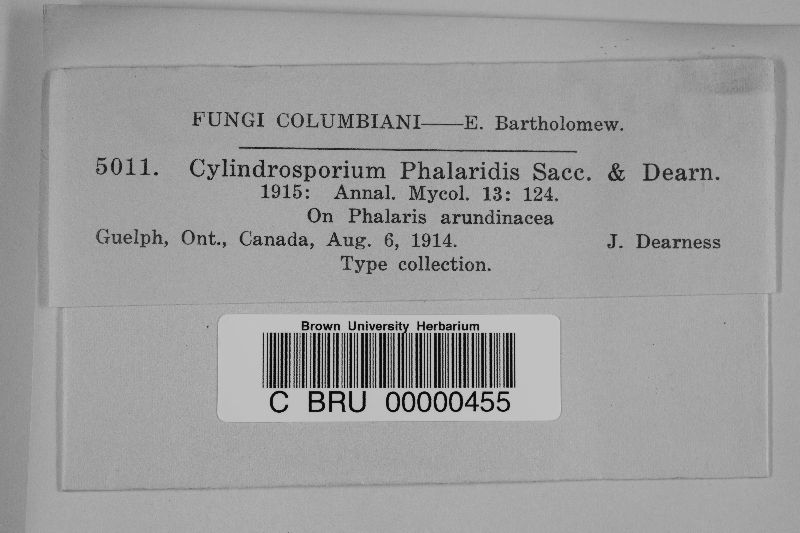 FUNGI COLUMBIANI——E. Bartholomew.
5011. Cylindrosporium Phalaridis Sacc. & Dearn.
1915: Annal. Mycol. 13: 124.
On Phalaris arundinacea
Guelph, Ont., Canada, Aug. 6, 1914. J. Dearness
Type collection.
Brown University Herbarium
C BRU 00000455